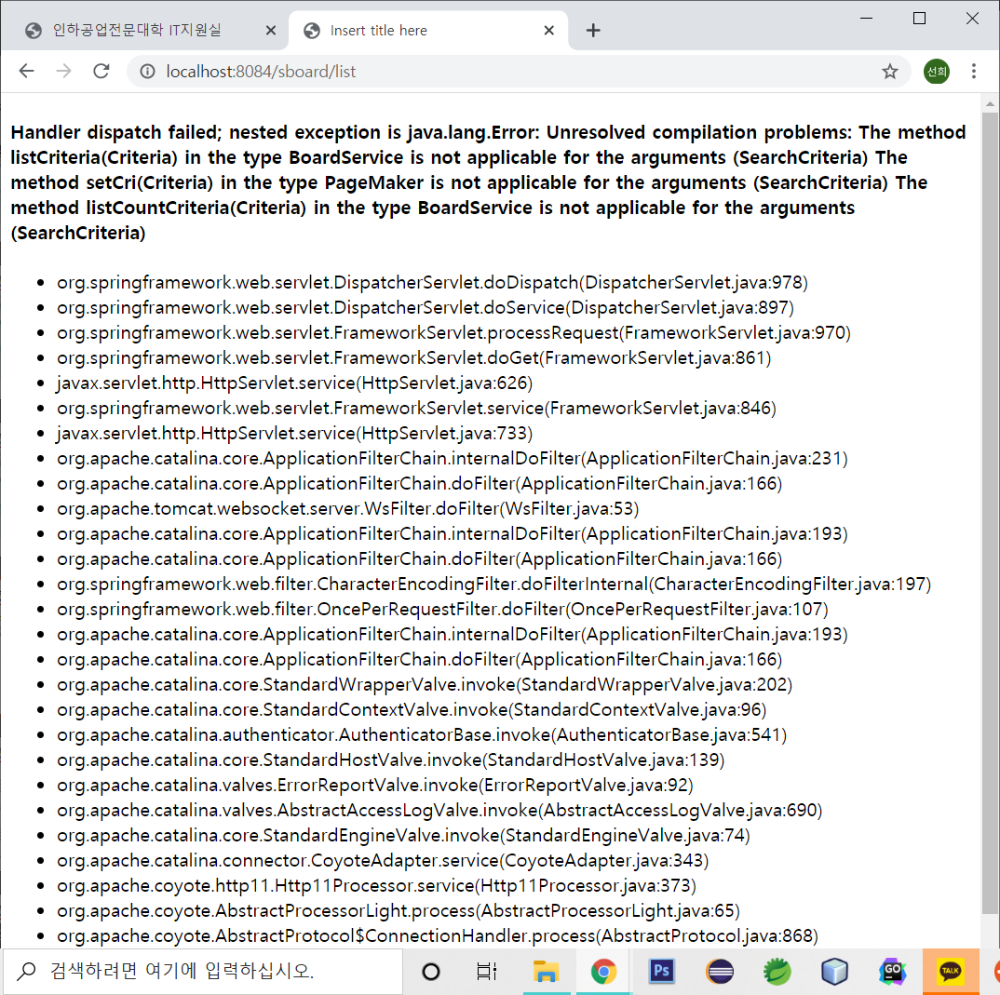 인하공업전문대학 IT지원실
Insert title here
localhost:8084/sboard/list
선희
Handler dispatch failed; nested exception is java.lang.Error: Unresolved compilation problems: The method
listCriteria(Criteria) in the type BoardService is not applicable for the arguments (SearchCriteria) The
method setCri(Criteria) in the type PageMaker is not applicable for the arguments (SearchCriteria) The
method listCountCriteria(Criteria) in the type BoardService is not applicable for the arguments
(SearchCriteria)
org.springframework.web.servlet.DispatcherServlet.doDispatch(DispatcherServlet.java:978)
org.springframework.web.servlet.DispatcherServlet.doService(DispatcherServlet.java:897)
org.springframework.web.servlet.FrameworkServlet.processRequest(FrameworkServlet.java:970)
org.springframework.web.servlet.FrameworkServlet.doGet(FrameworkServlet.java:861)
javax.servlet.http.HttpServlet.service(HttpServlet.java:626)
org.springframework.web.servlet.FrameworkServlet.service(FrameworkServlet.java:846)
javax.servlet.http.HttpServlet.service(HttpServlet.java:733)
org.apache.catalina.core.ApplicationFilterChain.internalDoFilter(ApplicationFilterChain.java:231)
org.apache.catalina.core.ApplicationFilterChain.doFilter(ApplicationFilterChain.java:166)
org.apache.tomcat.websocket.server.WsFilter.doFilter(WsFilter.java:53)
org.apache.catalina.core.ApplicationFilterChain.internalDoFilter(ApplicationFilterChain.java:193)
org.apache.catalina.core.ApplicationFilterChain.doFilter(ApplicationFilterChain.java:166)
org.springframework.web.filter.CharacterEncodingFilter.doFilterInternal(CharacterEncodingFilter.java:197)
org.springframework.web.filter.OncePerRequestFilter.doFilter(OncePerRequestFilter.java:107)
org.apache.catalina.core.ApplicationFilterChain.internalDoFilter(ApplicationFilterChain.java:193)
org.apache.catalina.core.ApplicationFilterChain.doFilter(ApplicationFilterChain.java:166)
org.apache.catalina.core.StandardWrapperValve.invoke(StandardWrapperValve.java:202)
org.apache.catalina.core.StandardContextValve.invoke(StandardContextValve.java:96)
org.apache.catalina.authenticator.AuthenticatorBase.invoke(AuthenticatorBase.java:541)
org.apache.catalina.core.StandardHostValve.invoke(StandardHostValve.java:139)
org.apache.catalina.valves.ErrorReportValve.invoke(ErrorReportValve.java:92)
org.apache.catalina.valves.AbstractAccessLogValve.invoke(AbstractAccessLogValve.java:690)
org.apache.catalina.core.StandardEngineValve.invoke(StandardEngineValve.java:74)
org.apache.catalina.connector.CoyoteAdapter.service(CoyoteAdapter.java:343)
org.apache.coyote.http11.Http11Processor.service(Http11Processor.java:373)
org.apache.coyote.AbstractProcessorLight.process(AbstractProcessorLight.java:65)
org.apache.coyote.AbstractProtocol$ConnectionHandler.process(AbstractProtocol.java:868)
검색하려면 여기에 입력하십시오.
Ps
GO
TALK